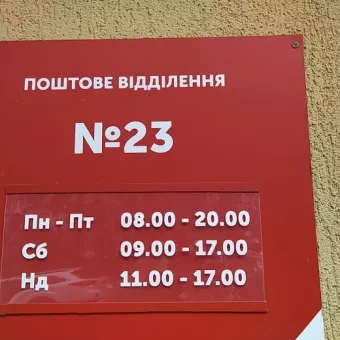 ПОШТОВЕ ВІДДІЛЕННЯ
№23
Пн - Пт 08.00 - 20.00
Сб 09.00 - 17.00
Нд 11.00 - 17.00